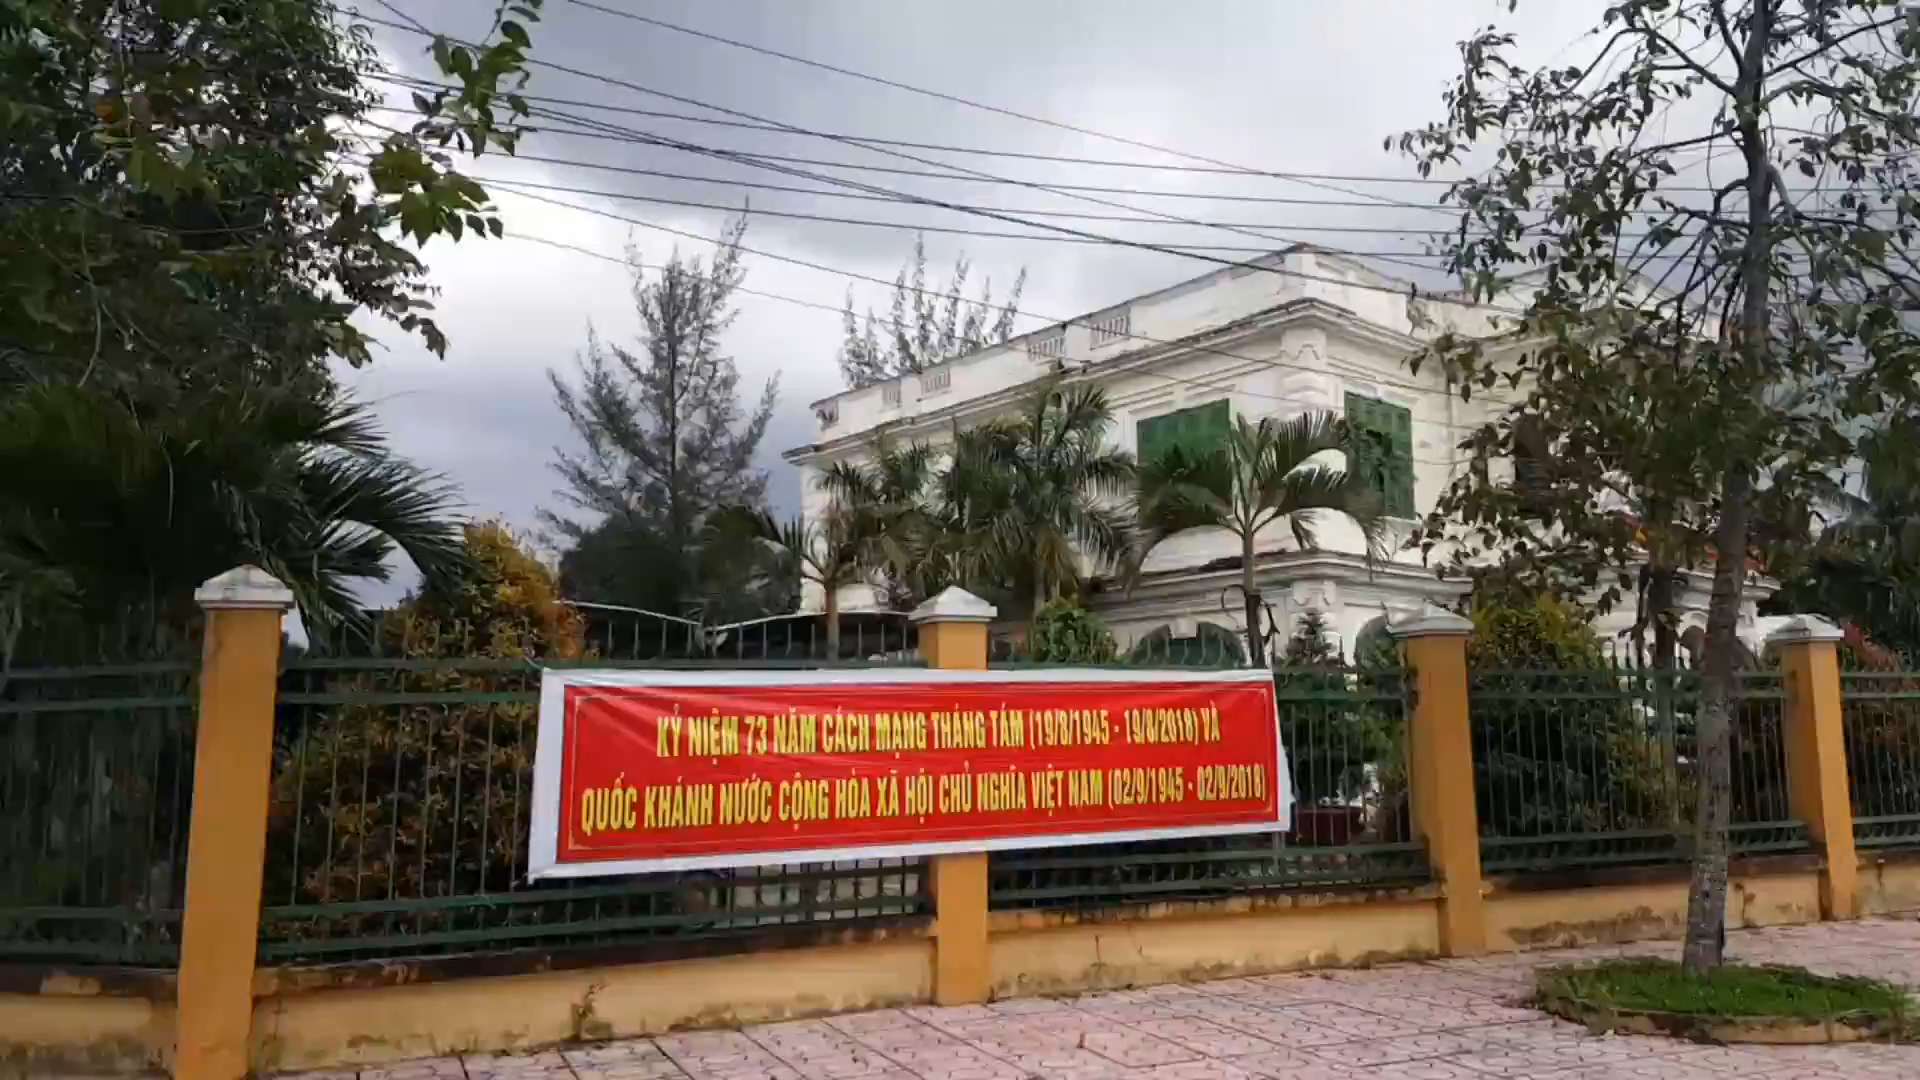 KỶ NIỆM 73 NĂM CÁCH MẠNG THÁNG TÁM (19/8/1945 - 19/8/2018) VÀ
QUỐC KHÁNH NƯỚC CỘNG HÒA XÃ HỘI CHỦ NGHĨA VIỆT NAM (02/9/1945 - 02/9/2018)